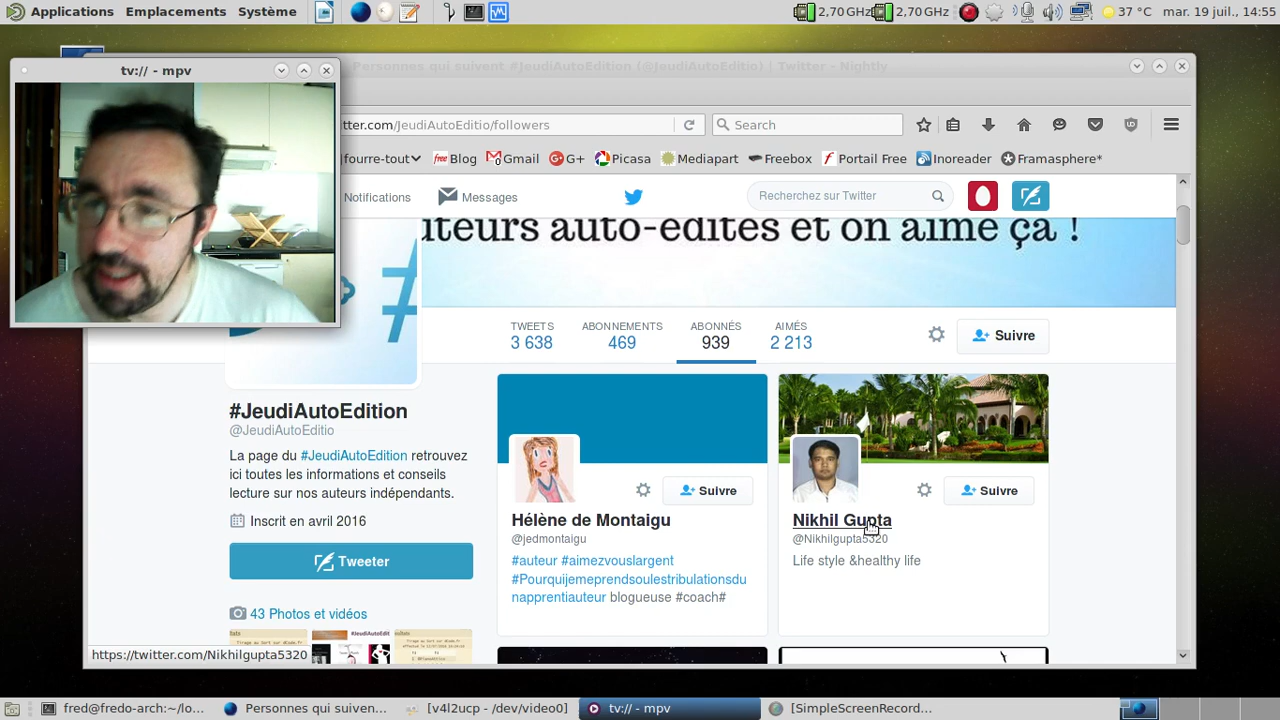 Applications Emplacements Système 2,70 GHz 2,70 GHz 37 °C mar. 19 juil., 14:55
tv:// - mpv
Personnes qui suivent #JeudiAutoEdition (@JeudiAutoEditio) | Twitter - Nightly
tter.com/JeudiAutoEditio/followers
Search
fourre-tout free Blog Gmail G+ Picasa Mediapart Freebox Portail Free Inoreader Framasphere*
Notifications Messages
Recherchez sur Twitter
uteurs auto-édités et on aime ça !
TWEETS ABONNEMENTS ABONNÉS AIMÉS
3 638 469 939 2 213
Suivre
#JeudiAutoEdition
@JeudiAutoEditio
La page du #JeudiAutoEdition retrouvez
ici toutes les informations et conseils
lecture sur nos auteurs indépendants.
Inscrit en avril 2016
Tweeter
43 Photos et vidéos
Suivre
Hélène de Montaigu
@jedmontaigu
#auteur #aimezvouslargent
#Pourquijemeprendsoulestribulationsdu
napprentiauteur blogueuse #coach#
Suivre
Nikhil Gupta
@Nikhilgupta5320
Life style &healthy life
#JeudiAutoEdit
https://twitter.com/Nikhilgupta5320
fred@fredo-arch:~/lo... Personnes qui suiven... [v4l2ucp - /dev/video0] tv:// - mpv [SimpleScreenRecord...